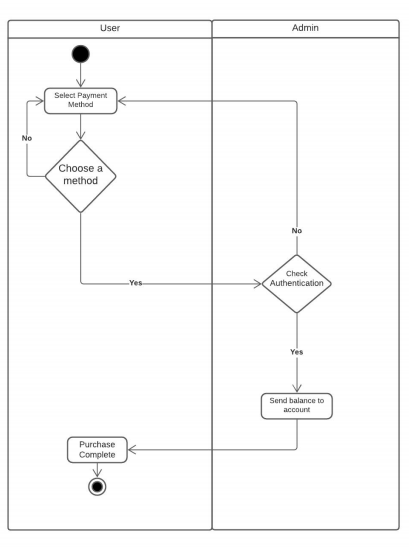 User
Admin
Select Payment
Method
No
Choose a
method
No
Check
Authentication
Yes
Yes
Send balance to
account
Purchase
Complete